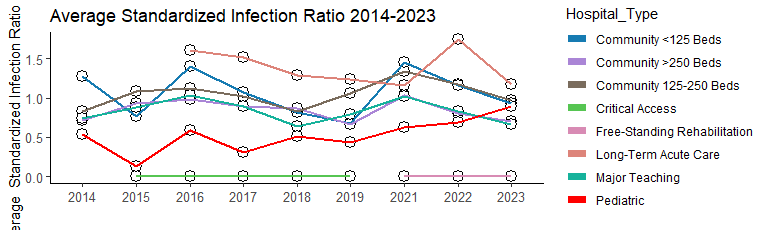 Average Standardized Infection Ratio 2014-2023
erage Standardized Infection Ratio
1.5
1.0
0.5
0.0
2014 2015 2016 2017 2018 2019 2021 2022 2023
Hospital_Type
Community <125 Beds
Community >250 Beds
Community 125-250 Beds
Critical Access
Free-Standing Rehabilitation
Long-Term Acute Care
Major Teaching
Pediatric